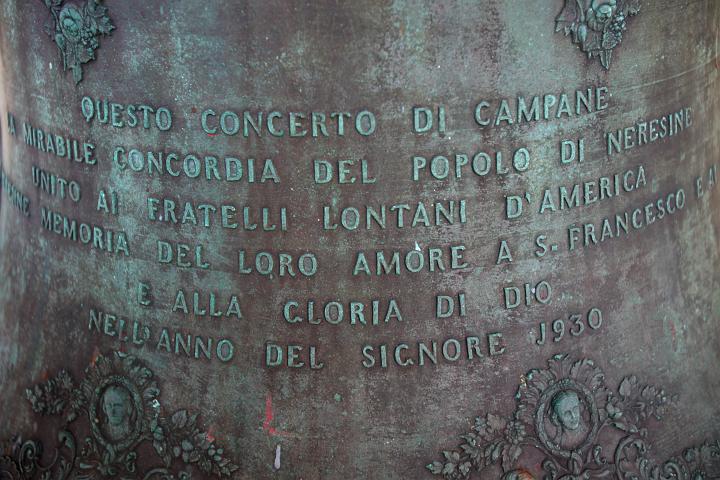 QUESTO CONCERTO DI CAMPANE
MIRABILE CONCORDIA DEL POPOLO DI NERESINE
UNITO AI FRATELLI LONTANI D'AMERICA
MEMORIA DEL LORO AMORE A S. FRANCESCO E
E ALLA GLORIA DI DIO
NELL'ANNO DEL SIGNORE 1930